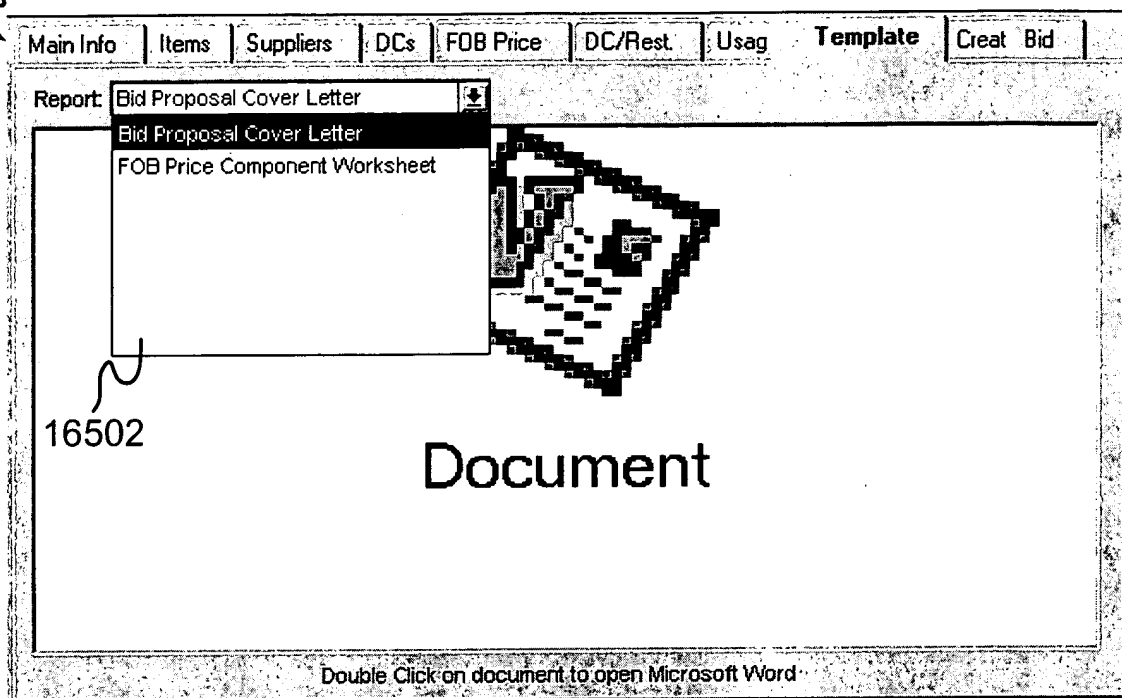 Main Info Items Suppliers DCs FOB Price DC/Rest. Usag Template Creat Bid
Report: Bid Proposal Cover Letter
Bid Proposal Cover Letter
FOB Price Component Worksheet
16502
Document
Double Click on document to open Microsoft Word